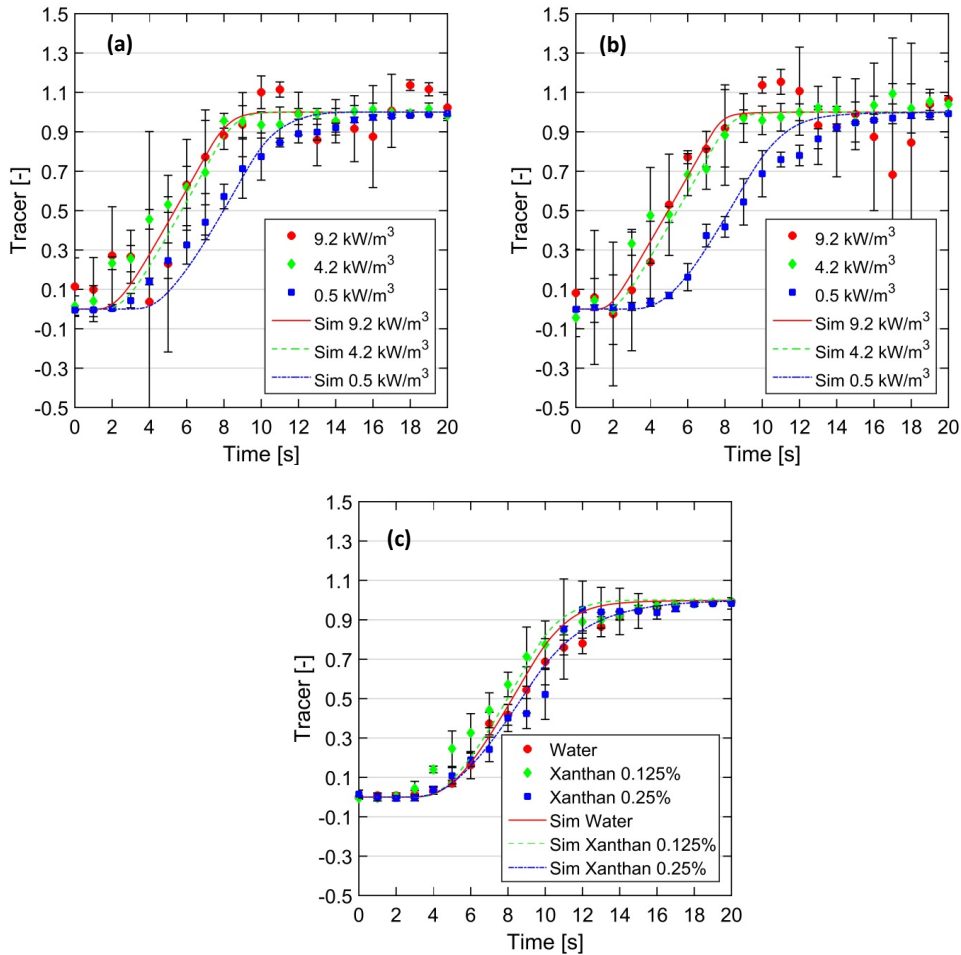 (a)
1.5
1.3
1.1
0.9
0.7
0.5
0.3
0.1
-0.1
-0.3
-0.5
Tracer [-]
9.2 kW/m³
4.2 kW/m³
0.5 kW/m³
Sim 9.2 kW/m³
Sim 4.2 kW/m³
Sim 0.5 kW/m³
0 2 4 6 8 10 12 14 16 18 20
Time [s]
(b)
1.5
1.3
1.1
0.9
0.7
0.5
0.3
0.1
-0.1
-0.3
-0.5
Tracer [-]
9.2 kW/m³
4.2 kW/m³
0.5 kW/m³
Sim 9.2 kW/m³
Sim 4.2 kW/m³
Sim 0.5 kW/m³
0 2 4 6 8 10 12 14 16 18 20
Time [s]
(c)
1.5
1.3
1.1
0.9
0.7
0.5
0.3
0.1
-0.1
-0.3
-0.5
Tracer [-]
Water
Xanthan 0.125%
Xanthan 0.25%
Sim Water
Sim Xanthan 0.125%
Sim Xanthan 0.25%
0 2 4 6 8 10 12 14 16 18 20
Time [s]